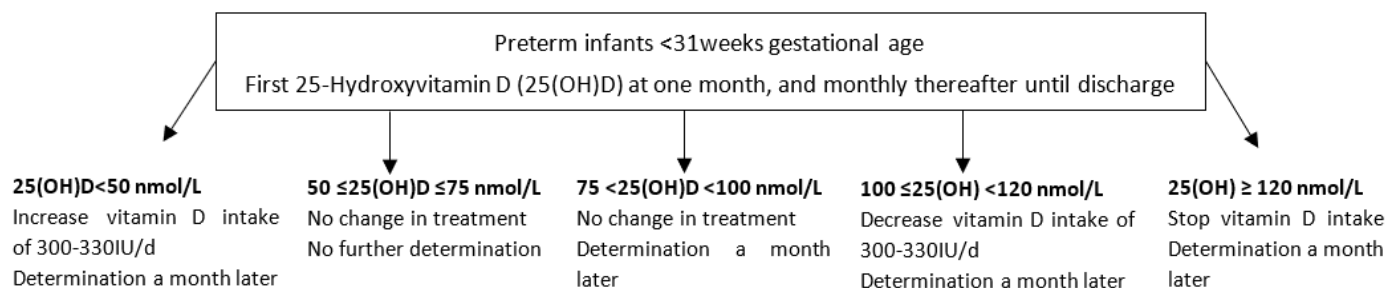 Preterm infants <31weeks gestational age
First 25-Hydroxyvitamin D (25(OH)D) at one month, and monthly thereafter until discharge
25(OH)D<50 nmol/L
Increase vitamin D intake
of 300-330IU/d
Determination a month later
50 ≤25(OH)D ≤75 nmol/L
No change in treatment
No further determination
75 <25(OH)D <100 nmol/L
No change in treatment
Determination a month
later
100 ≤25(OH) <120 nmol/L
Decrease vitamin D intake of
300-330IU/d
Determination a month later
25(OH) ≥ 120 nmol/L
Stop vitamin D intake
Determination a month
later